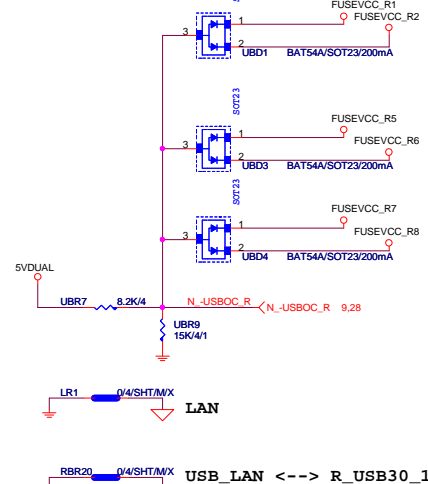 FUSEVCC_R1
FUSEVCC_R2
1
3
2
UBD1 BAT54A/SOT23/200mA
SOT23
FUSEVCC_R5
1
FUSEVCC_R6
3
2
UBD3 BAT54A/SOT23/200mA
SOT23
FUSEVCC_R7
1
FUSEVCC_R8
3
2
UBD4 BAT54A/SOT23/200mA
5VDUAL
UBR7 8.2K/4 N_-USBOC_R N_-USBOC_R 9,28
UBR9
15K/4/1
LR1 0/4/SHT/M/X
LAN
RBR20 0/4/SHT/M/X
USB_LAN <--> R_USB30_1